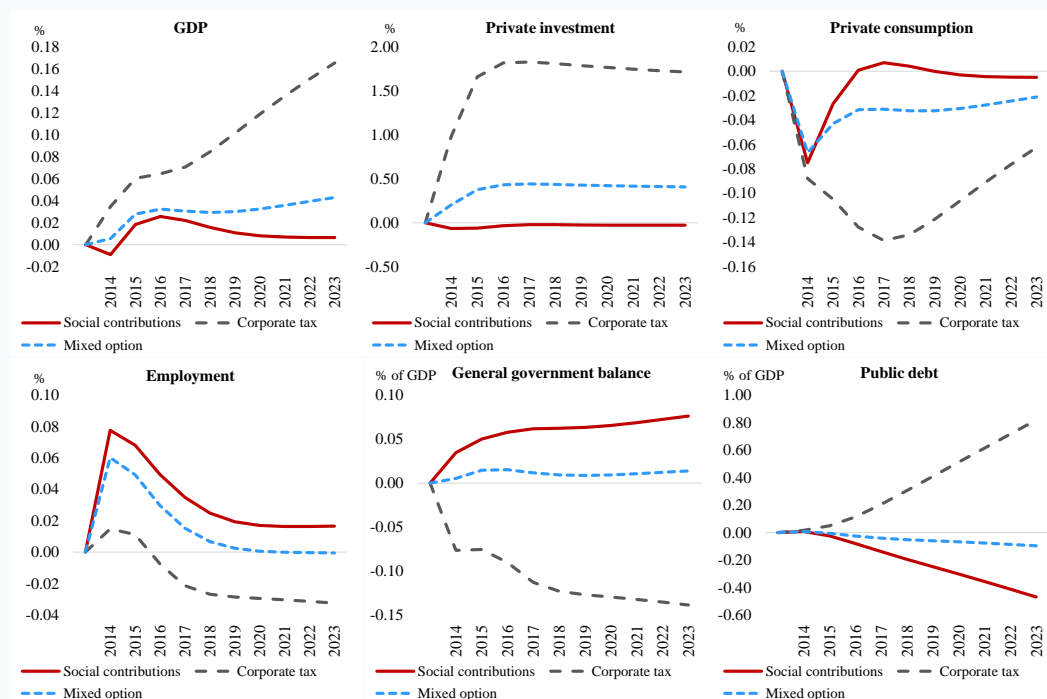 GDP
%
0.18
0.16
0.14
0.12
0.10
0.08
0.06
0.04
0.02
0.00
-0.02
2014 2015 2016 2017 2018 2019 2020 2021 2022 2023
Social contributions Corporate tax
Mixed option
Private investment
%
2.00
1.50
1.00
0.50
0.00
-0.50
2014 2015 2016 2017 2018 2019 2020 2021 2022 2023
Social contributions Corporate tax
Mixed option
Private consumption
%
0.02
0.00
-0.02
-0.04
-0.06
-0.08
-0.10
-0.12
-0.14
-0.16
2014 2015 2016 2017 2018 2019 2020 2021 2022 2023
Social contributions Corporate tax
Mixed option
Employment
%
0.10
0.08
0.06
0.04
0.02
0.00
-0.02
-0.04
2014 2015 2016 2017 2018 2019 2020 2021 2022 2023
Social contributions Corporate tax
Mixed option
General government balance
% of GDP
0.10
0.05
0.00
-0.05
-0.10
-0.15
2014 2015 2016 2017 2018 2019 2020 2021 2022 2023
Social contributions Corporate tax
Mixed option
Public debt
% of GDP
1.00
0.80
0.60
0.40
0.20
0.00
-0.20
-0.40
-0.60
2014 2015 2016 2017 2018 2019 2020 2021 2022 2023
Social contributions Corporate tax
Mixed option